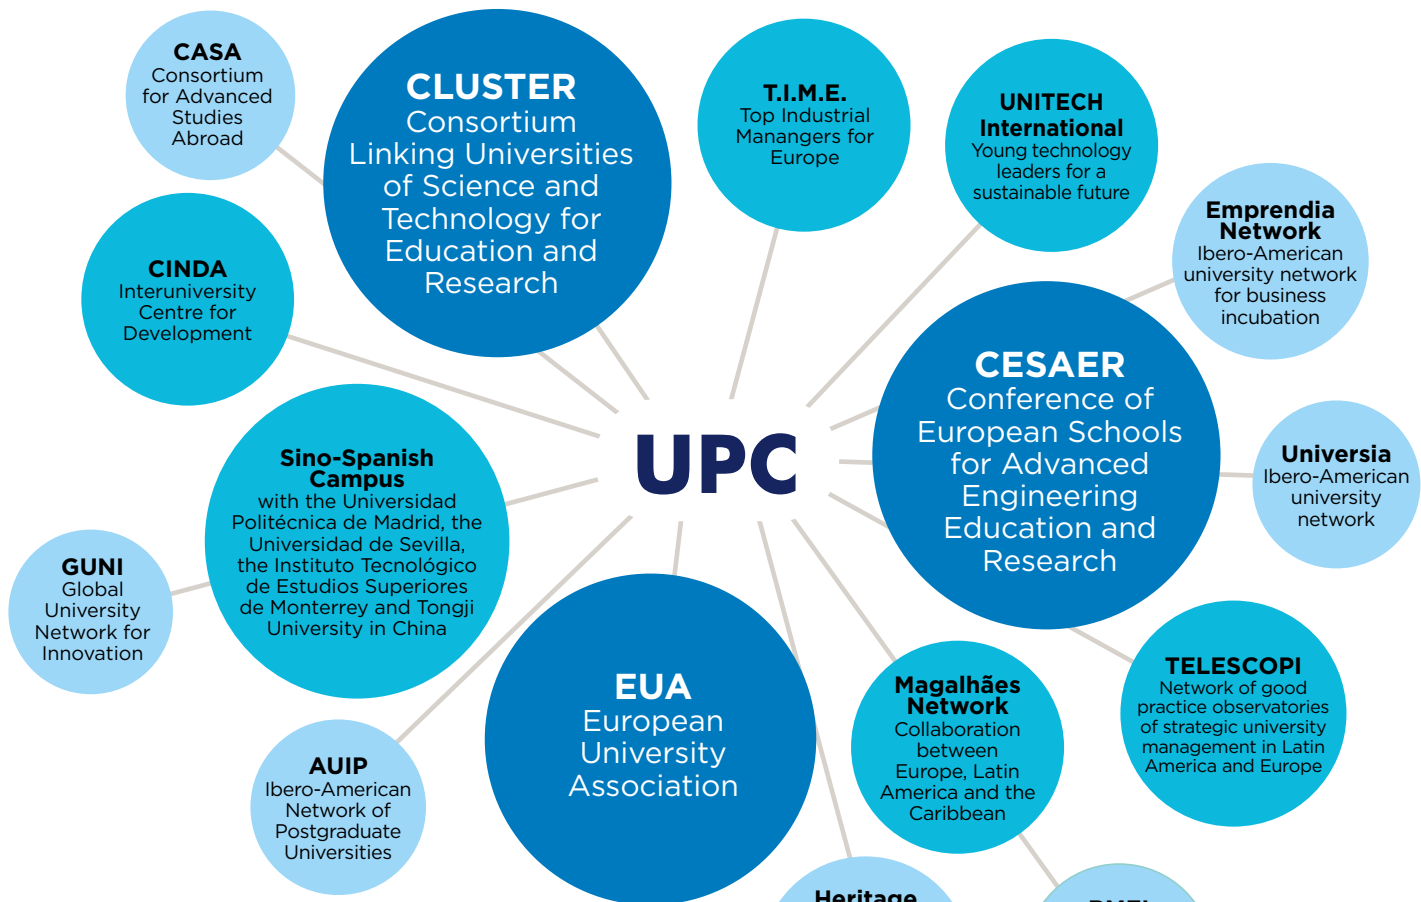 CASA
Consortium
for Advanced
Studies
Abroad
CLUSTER
Consortium
Linking Universities
of Science and
Technology for
Education and
Research
T.I.M.E.
Top Industrial
Manangers for
Europe
UNITECH
International
Young technology
leaders for a
sustainable future
Emprendia
Network
Ibero-American
university network
for business
incubation
CINDA
Interuniversity
Centre for
Development
CESAER
Conference of
European Schools
for Advanced
Engineering
Education and
Research
UPC
Universia
Ibero-American
university
network
Sino-Spanish
Campus
with the Universidad
Politécnica de Madrid, the
Universidad de Sevilla,
the Instituto Tecnológico
de Estudios Superiores
de Monterrey and Tongji
University in China
GUNI
Global
University
Network for
Innovation
EUA
European
University
Association
Magalhães
Network
Collaboration
between
Europe, Latin
America and the
Caribbean
TELESCOPI
Network of good
practice observatories
of strategic university
management in Latin
America and Europe
AUIP
Ibero-American
Network of
Postgraduate
Universities
Heritage